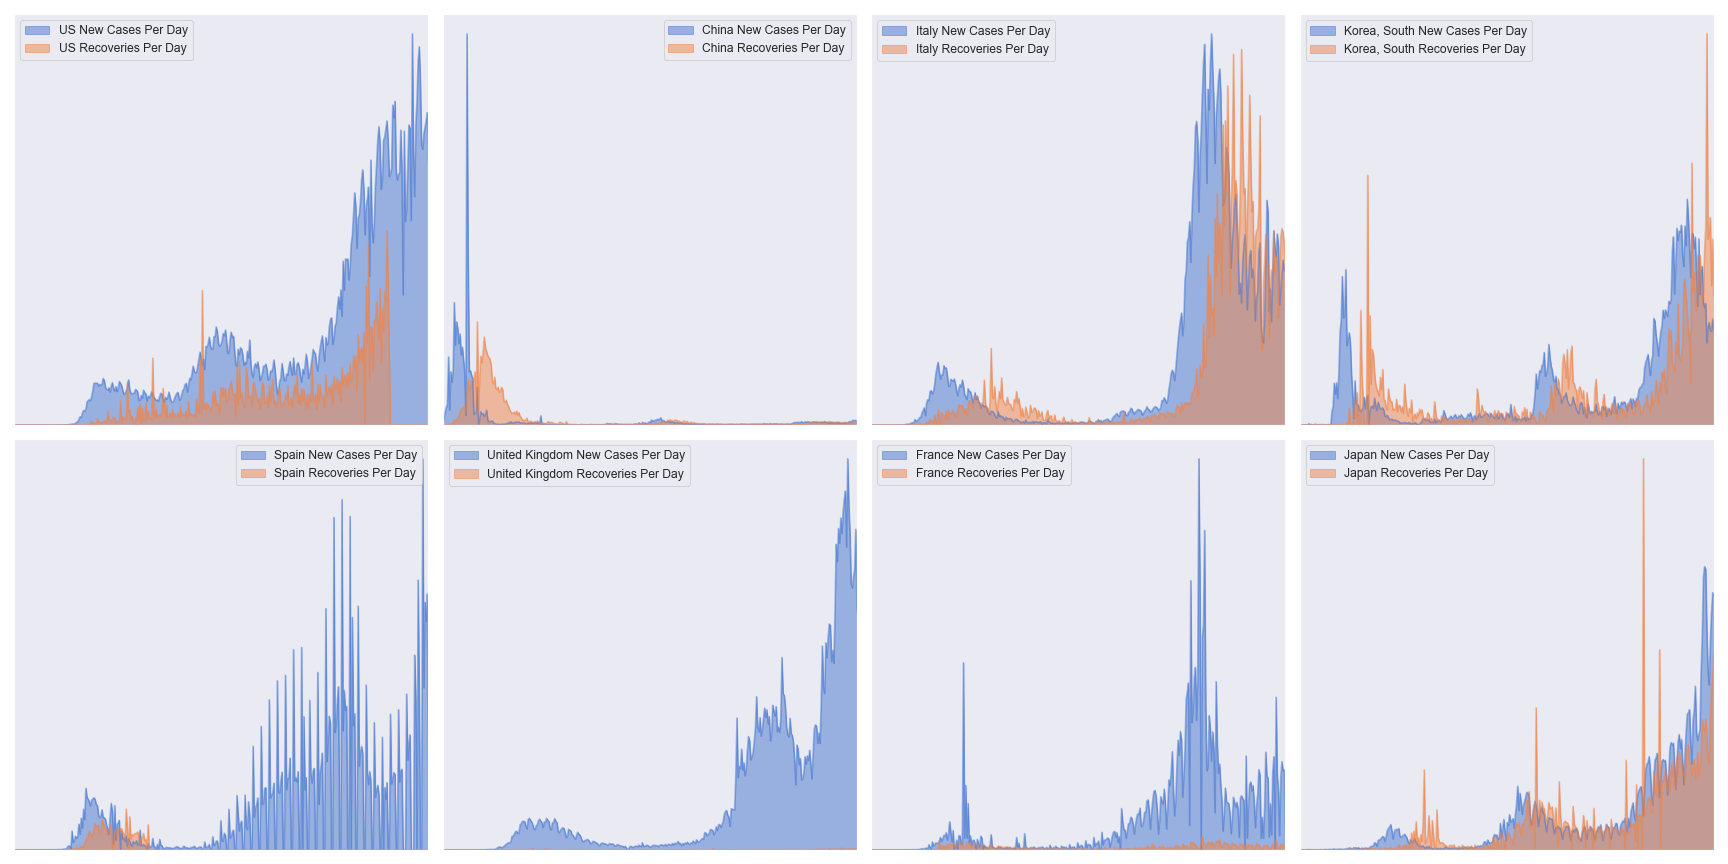 US New Cases Per Day
US Recoveries Per Day
China New Cases Per Day
China Recoveries Per Day
Italy New Cases Per Day
Italy Recoveries Per Day
Korea, South New Cases Per Day
Korea, South Recoveries Per Day
Spain New Cases Per Day
Spain Recoveries Per Day
United Kingdom New Cases Per Day
United Kingdom Recoveries Per Day
France New Cases Per Day
France Recoveries Per Day
Japan New Cases Per Day
Japan Recoveries Per Day